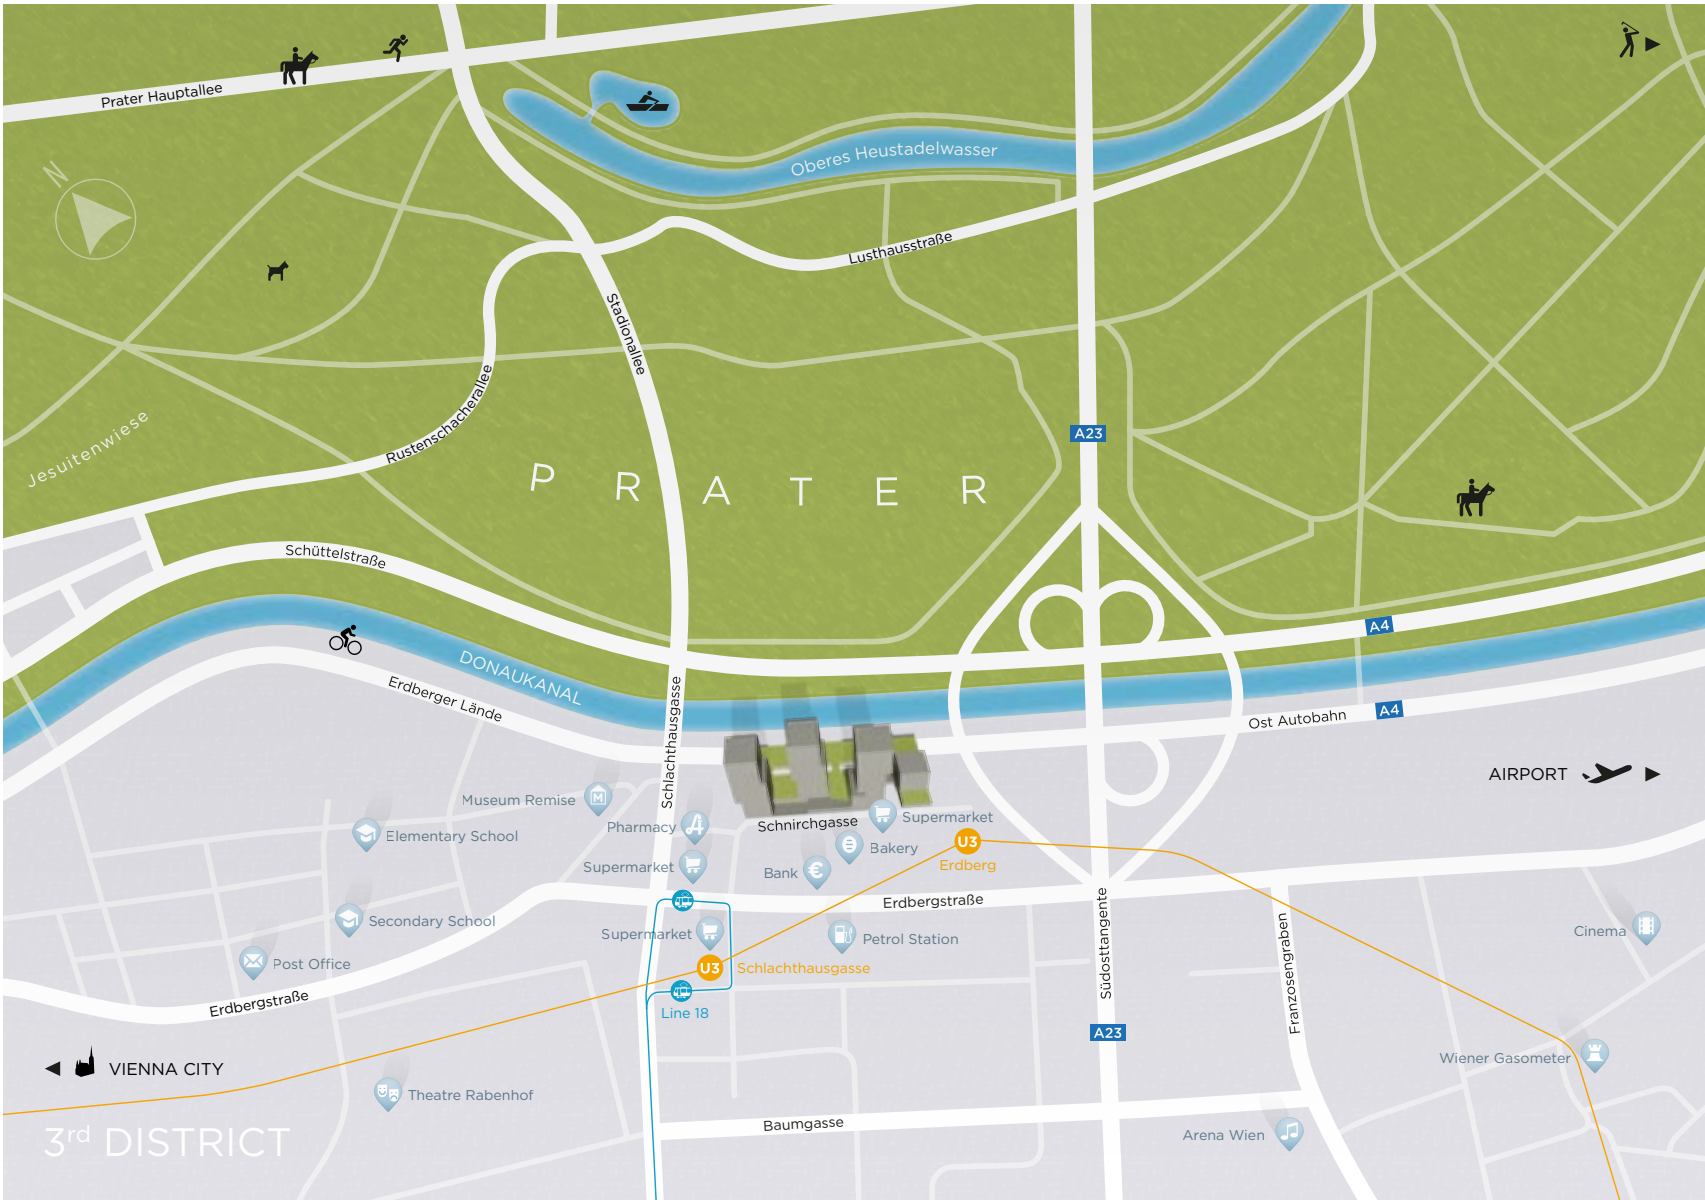 Prater Hauptallee
N
Oberes Heustadelwasser
Lusthausstraße
Stadionallee
Rustenschacherallee
Jesuitenwiese
A23
PRATER
Schüttelstraße
A4
DONAUKANAL
Erdberger Lände
Schlachthausgasse
Ost Autobahn
A4
AIRPORT
Museum Remise
M
Elementary School
Pharmacy
Schnirchgasse
Supermarket
Bakery
U3
Erdberg
Supermarket
Bank
€
Erdbergstraße
Südosttangente
Franzosengraben
Secondary School
Supermarket
Petrol Station
Cinema
Post Office
U3
Schlachthausgasse
Erdbergstraße
Line 18
A23
VIENNA CITY
Wiener Gasometer
Theatre Rabenhof
Baumgasse
Arena Wien
3rd DISTRICT